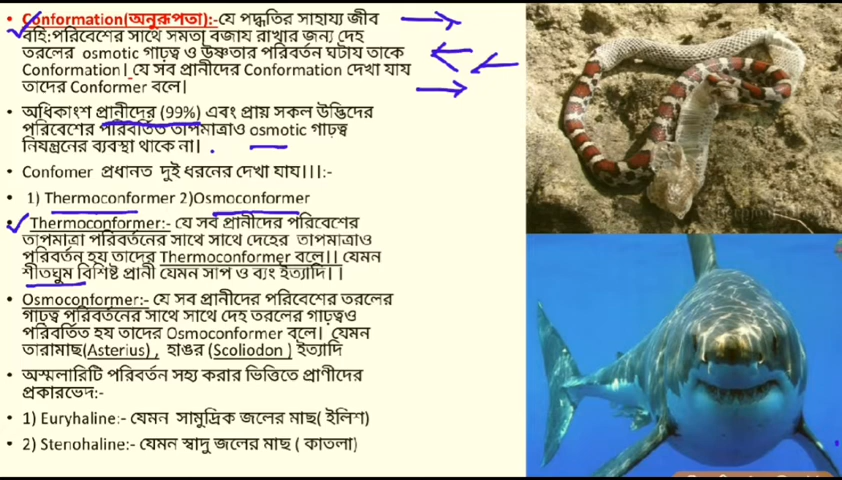 Conformation(অনুরূপতা):-যে পদ্ধতির সাহায্য জীব
বহি:পরিবেশের সাথে সমতা বজায রাখার জন্য দেহ
তরলের osmotic গাঢ়ত্ব ও উষ্ণতার পরিবর্তন ঘটায তাকে
Conformation। যে সব প্রানীদের Conformation দেখা যায
তাদের Conformer বলে।
অধিকাংশ প্রানীদের (99%) এবং প্রায সকল উদ্ভিদের
পরিবেশের পরিবর্তিত তাপমাত্রাও osmotic গাঢ়ত্ব
নিযন্ত্রনের ব্যবস্থা থাকে না।
Confomer প্রধানত দুই ধরনের দেখা যায।।।:-
1) Thermoconformer 2)Osmoconformer
Thermoconformer:- যে সব প্রানীদের পরিবেশের
তাপমাত্রা পরিবর্তনের সাথে সাথে দেহের তাপমাত্রাও
পরিবর্তন হয তাদের Thermoconformer বলে।। যেমন
শীতঘুম বিশিষ্ট প্রানী যেমন সাপ ও ব্যং ইত্যাদি।।
Osmoconformer:- যে সব প্রানীদের পরিবেশের তরলের
গাঢ়ত্ব পরিবর্তনের সাথে সাথে দেহ তরলের গাঢ়ত্বও
পরিবর্তিত হয তাদের Osmoconformer বলে। যেমন
তারামাছ(Asterius) , হাঙর (Scoliodon ) ইত্যাদি
অস্মলারিটি পরিবর্তন সহ্য করার ভিত্তিতে প্রাণীদের
প্রকারভেদ:-
1) Euryhaline:- যেমন সামুদ্রিক জলের মাছ( ইলিশ)
2) Stenohaline:- যেমন স্বাদু জলের মাছ ( কাতলা)